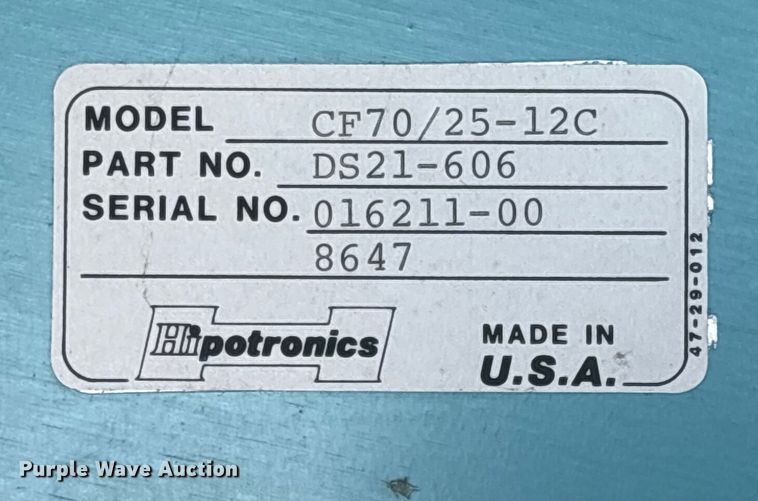 MODEL CF70/25-12C
PART NO. DS21-606
SERIAL NO. 016211-00
8647
Hipotronics
MADE IN
U.S.A.
47-29-012
Purple Wave Auction